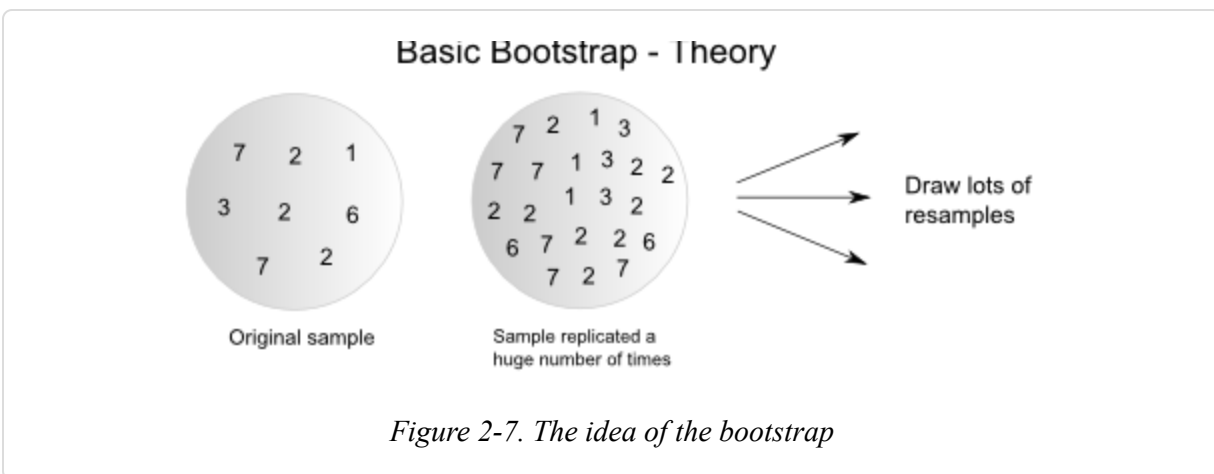 Basic Bootstrap - Theory
7 2 1
3 2 6
7 2
7 2 1 3
7 7 1 3 2 2
2 2 1 3 2
6 7 2 2 6
7 2 7
Draw lots of
resamples
Original sample
Sample replicated a
huge number of times
Figure 2-7. The idea of the bootstrap